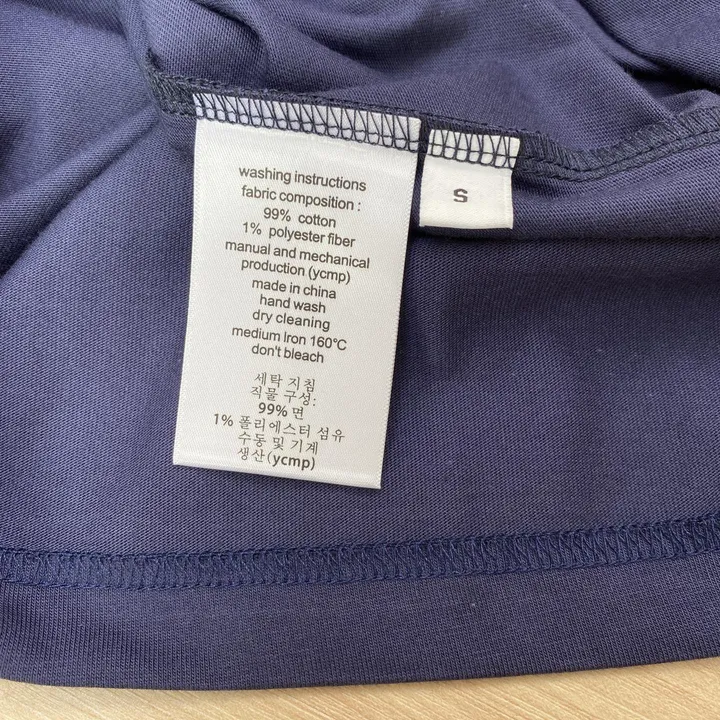 washing instructions
fabric composition :
99% cotton
1% polyester fiber
manual and mechanical
production (ycmp)
made in china
hand wash
dry cleaning
medium Iron 160°C
don't bleach
세탁 지침
직물 구성:
99% 면
1% 폴리에스터 섬유
수동 및 기계
생산(ycmp)
S